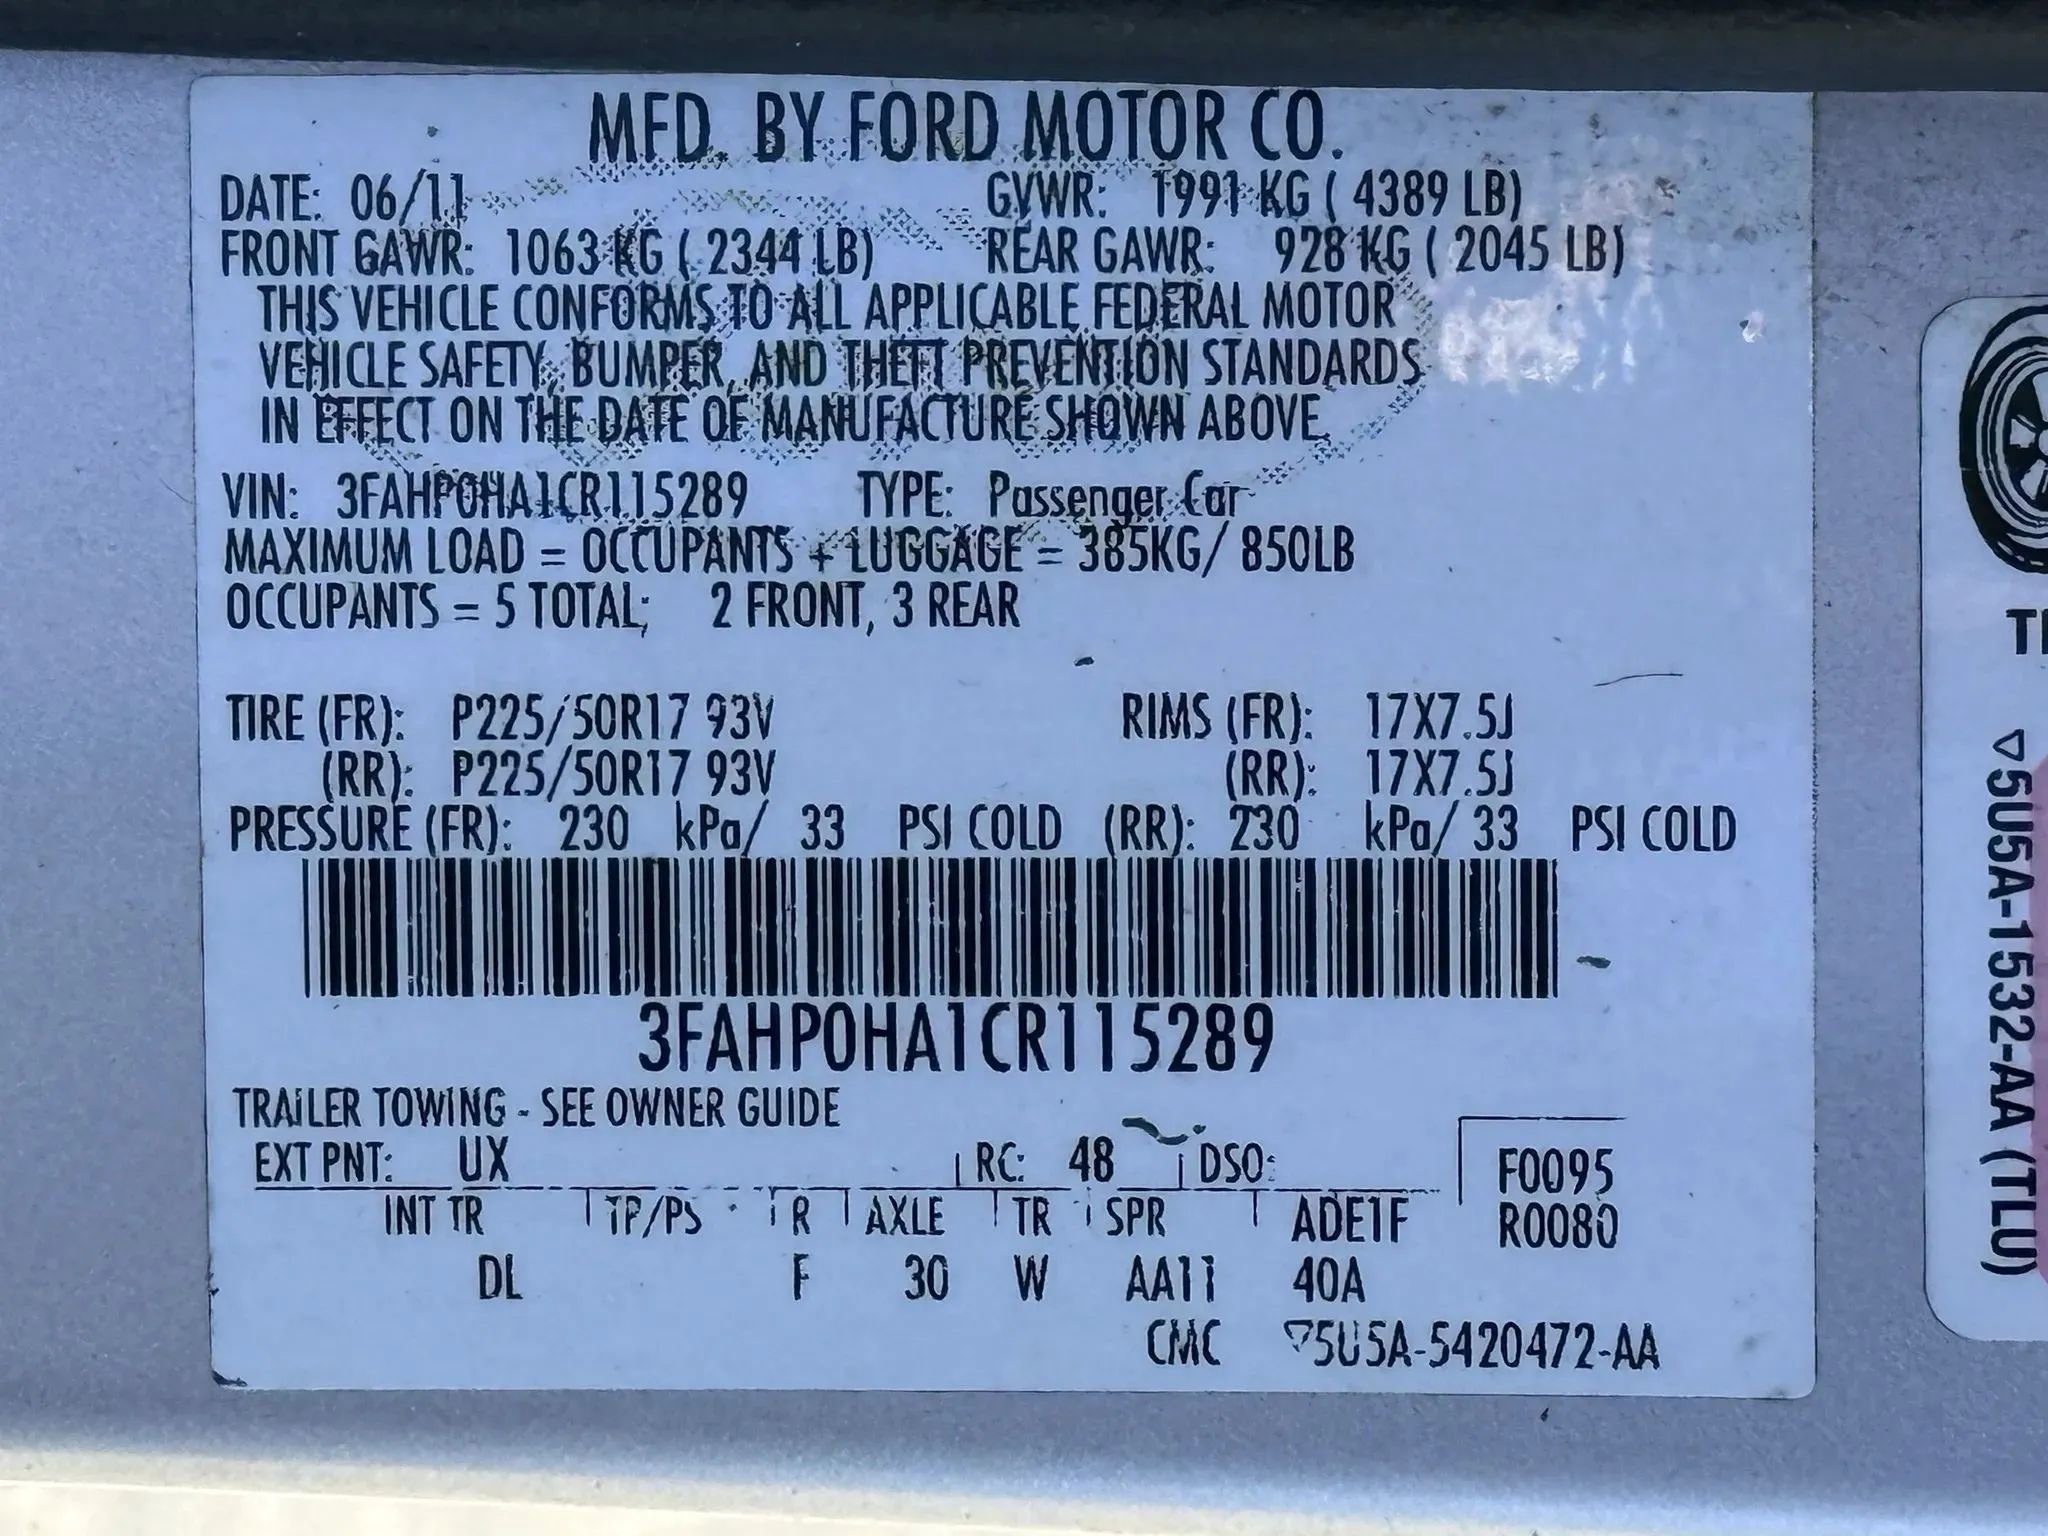 MFD. BY FORD MOTOR CO.
DATE: 06/11 GVWR: 1991 KG ( 4389 LB)
FRONT GAWR: 1063 KG ( 2344 LB) REAR GAWR: 928 KG ( 2045 LB)
THIS VEHICLE CONFORMS TO ALL APPLICABLE FEDERAL MOTOR
VEHICLE SAFETY, BUMPER, AND THEFT PREVENTION STANDARDS
IN EFFECT ON THE DATE OF MANUFACTURE SHOWN ABOVE.
VIN: 3FAHP0HA1CR115289 TYPE: Passenger Car
MAXIMUM LOAD = OCCUPANTS + LUGGAGE = 385KG/ 850LB
OCCUPANTS = 5 TOTAL; 2 FRONT, 3 REAR
TIRE (FR): P225/50R17 93V RIMS (FR): 17X7.5J
(RR): P225/50R17 93V (RR): 17X7.5J
PRESSURE (FR): 230 kPa/ 33 PSI COLD (RR): 230 kPa/ 33 PSI COLD
3FAHP0HA1CR115289
TRAILER TOWING - SEE OWNER GUIDE
EXT PNT: UX RC: 48 DSO: F0095
INT TR TP/PS R AXLE TR SPR ADE1F R0080
DL F 30 W AA11 40A
CMC ▽5U5A-5420472-AA
▽5U5A-1532-AA (TLU)